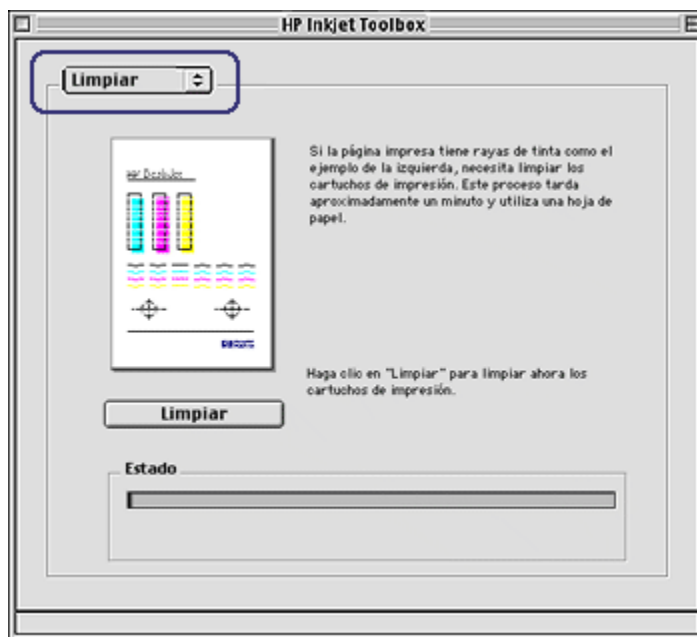 HP Inkjet Toolbox
Limpiar
Si la página impresa tiene rayas de tinta como el
ejemplo de la izquierda, necesita limpiar los
cartuchos de impresión. Este proceso tarda
aproximadamente un minuto y utiliza una hoja de
papel.
Haga clic en "Limpiar" para limpiar ahora los
cartuchos de impresión.
Limpiar
Estado